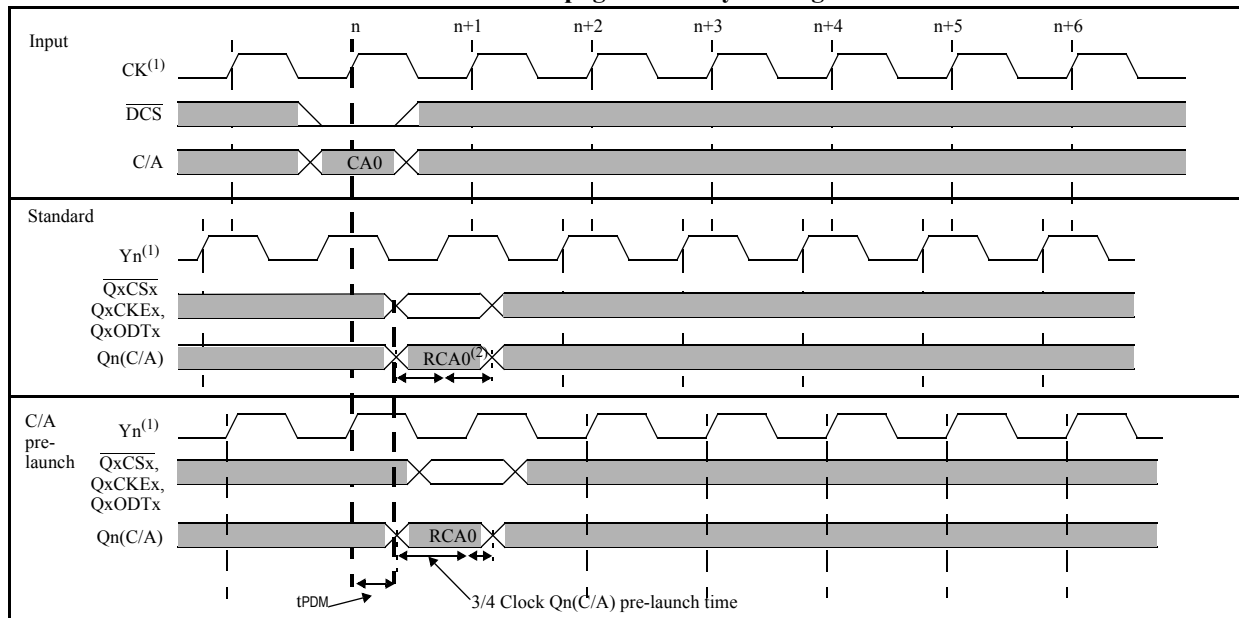 Input
n n+1 n+2 n+3 n+4 n+5 n+6
CK(1)
DCS
C/A
CA0
Standard
Yn(1)
QxCSx
QxCKEx,
QxODTx
Qn(C/A)
RCA0(2)
C/A
pre-
launch
Yn(1)
QxCSx,
QxCKEx,
QxODTx
Qn(C/A)
RCA0
tPDM
3/4 Clock Qn(C/A) pre-launch time